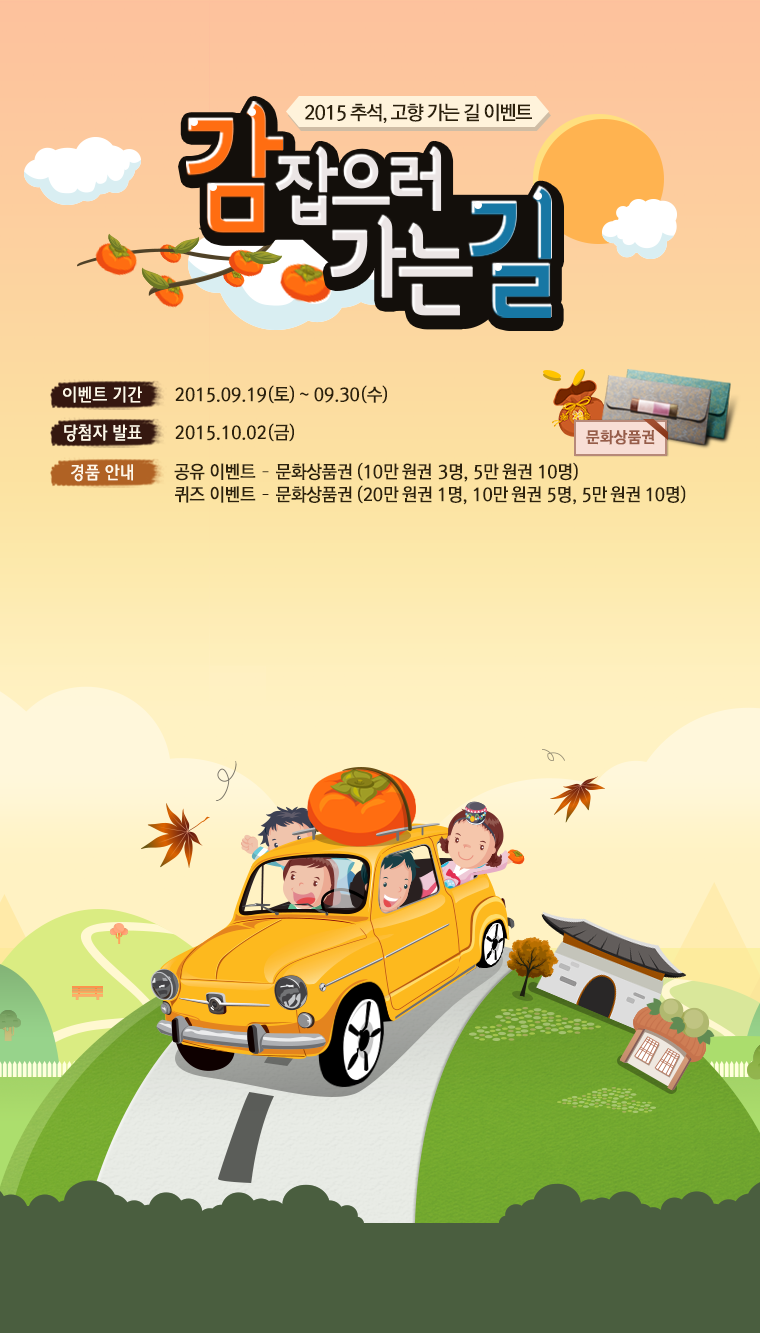 2015 추석, 고향 가는 길 이벤트
감 잡으러
가는 길
이벤트 기간 2015.09.19(토) ~ 09.30(수)
당첨자 발표 2015.10.02(금)
문화상품권
경품 안내 공유 이벤트 - 문화상품권 (10만 원권 3명, 5만 원권 10명)
퀴즈 이벤트 - 문화상품권 (20만 원권 1명, 10만 원권 5명, 5만 원권 10명)